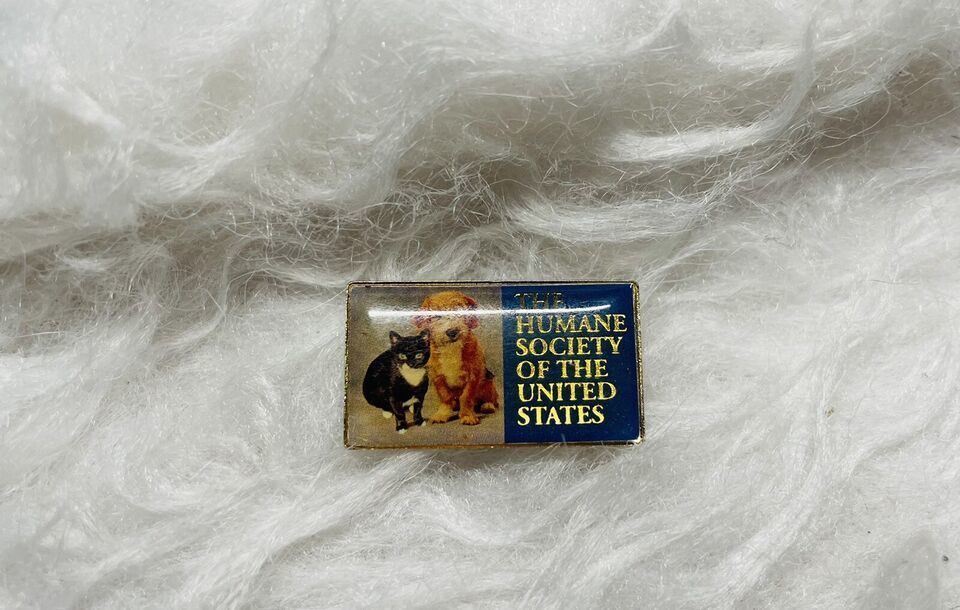 THE
HUMANE
SOCIETY
OF THE
UNITED
STATES